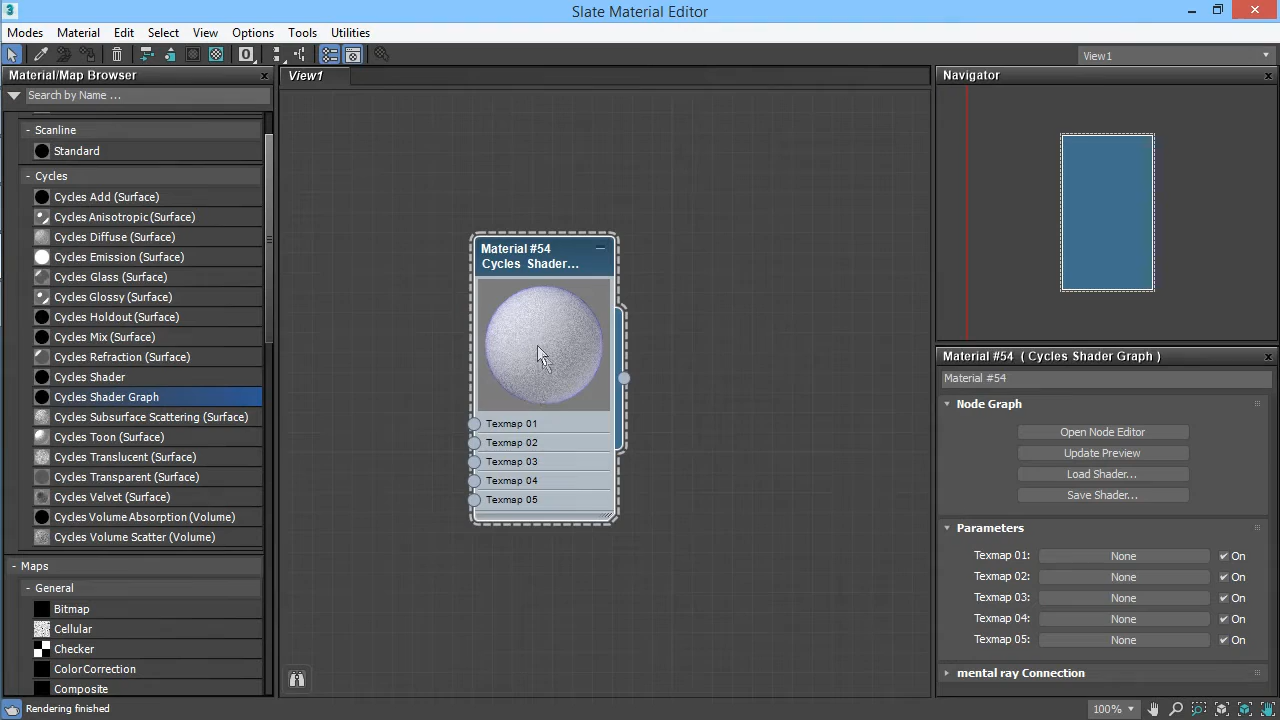 3
Slate Material Editor
Modes Material Edit Select View Options Tools Utilities
View1
Material/Map Browser
Search by Name ...
- Scanline
Standard
- Cycles
Cycles Add (Surface)
Cycles Anisotropic (Surface)
Cycles Diffuse (Surface)
Cycles Emission (Surface)
Cycles Glass (Surface)
Cycles Glossy (Surface)
Cycles Holdout (Surface)
Cycles Mix (Surface)
Cycles Refraction (Surface)
Cycles Shader
Cycles Shader Graph
Cycles Subsurface Scattering (Surface)
Cycles Toon (Surface)
Cycles Translucent (Surface)
Cycles Transparent (Surface)
Cycles Velvet (Surface)
Cycles Volume Absorption (Volume)
Cycles Volume Scatter (Volume)
- Maps
- General
Bitmap
Cellular
Checker
ColorCorrection
Composite
View1
Material #54
Cycles Shader...
Texmap 01
Texmap 02
Texmap 03
Texmap 04
Texmap 05
Navigator
Material #54 ( Cycles Shader Graph )
Material #54
Node Graph
Open Node Editor
Update Preview
Load Shader...
Save Shader...
Parameters
Texmap 01: None On
Texmap 02: None On
Texmap 03: None On
Texmap 04: None On
Texmap 05: None On
mental ray Connection
Rendering finished
100%